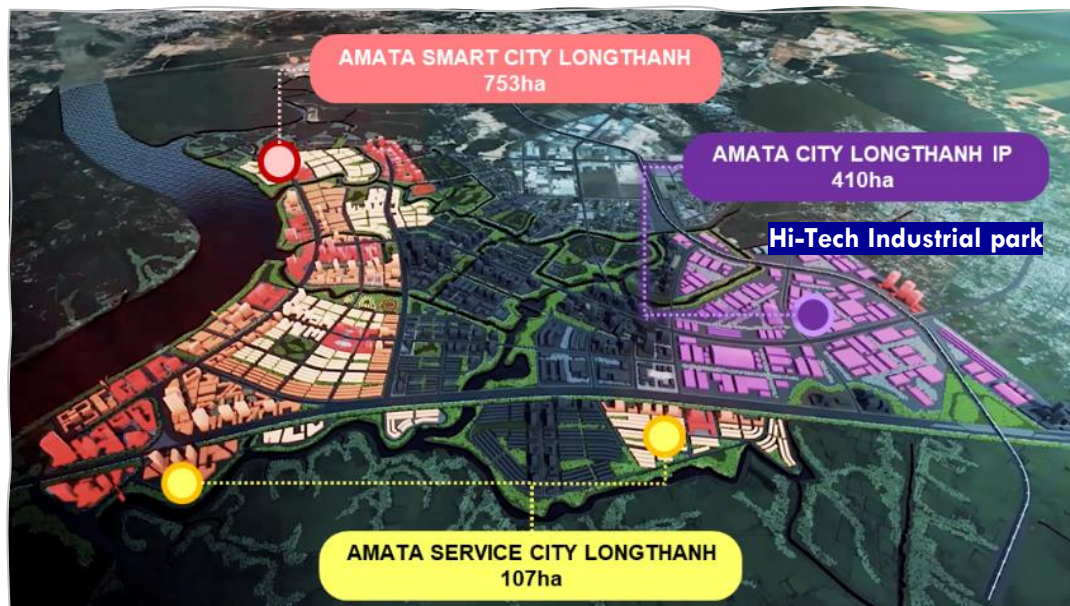 AMATA SMART CITY LONGTHANH
753ha
AMATA CITY LONGTHANH IP
410ha
Hi-Tech Industrial park
AMATA SERVICE CITY LONGTHANH
107ha